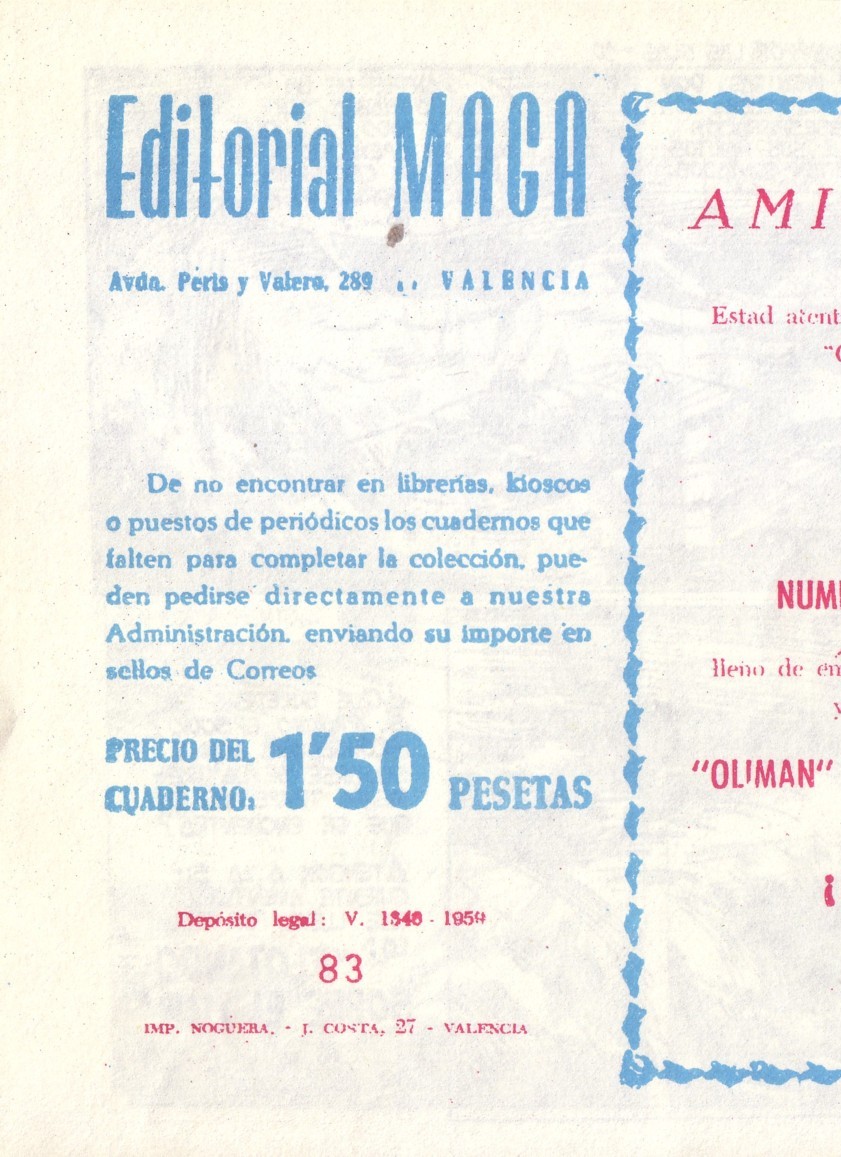 Editorial MAGA
Avda. Peris y Valero, 289 .. VALENCIA
De no encontrar en librerías, kioscos
o puestos de periódicos los cuadernos que
falten para completar la colección, pue-
den pedirse directamente a nuestra
Administración, enviando su importe en
sellos de Correos
PRECIO DEL
CUADERNO: 1'50 PESETAS
Depósito legal: V. 1340 - 1959
83
IMP. NOGUERA. - J. COSTA, 27 - VALENCIA
AMI
Estad atent
"C
NUM
lleno de em
y
"OLIMAN"
¡